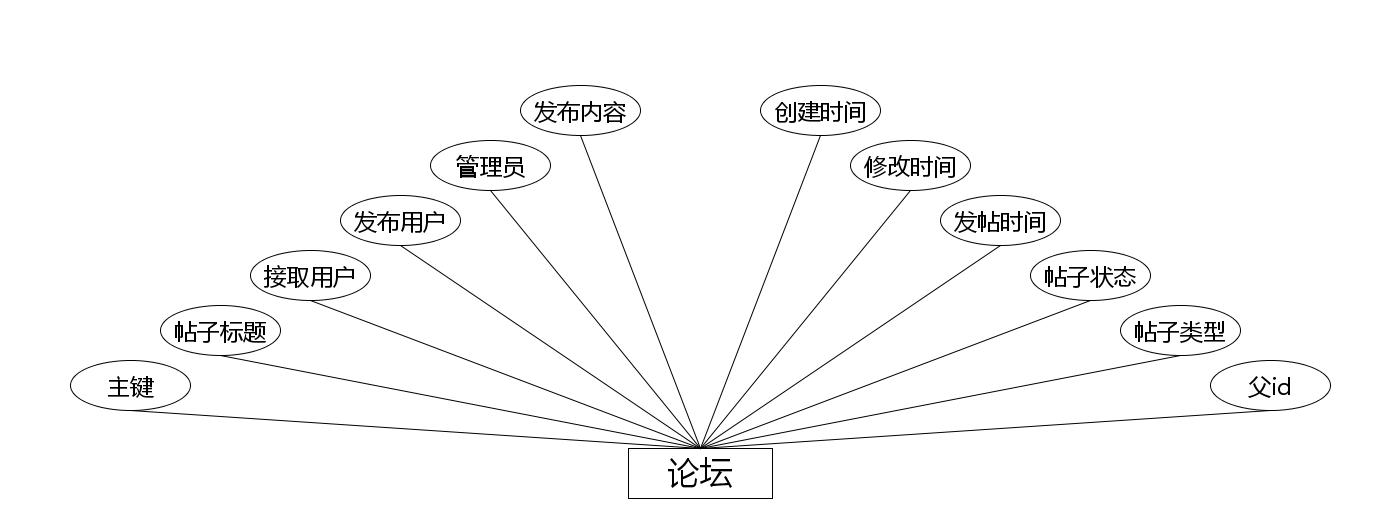 发布内容
创建时间
管理员
修改时间
发布用户
发帖时间
接取用户
帖子状态
帖子标题
帖子类型
主键
父id
论坛